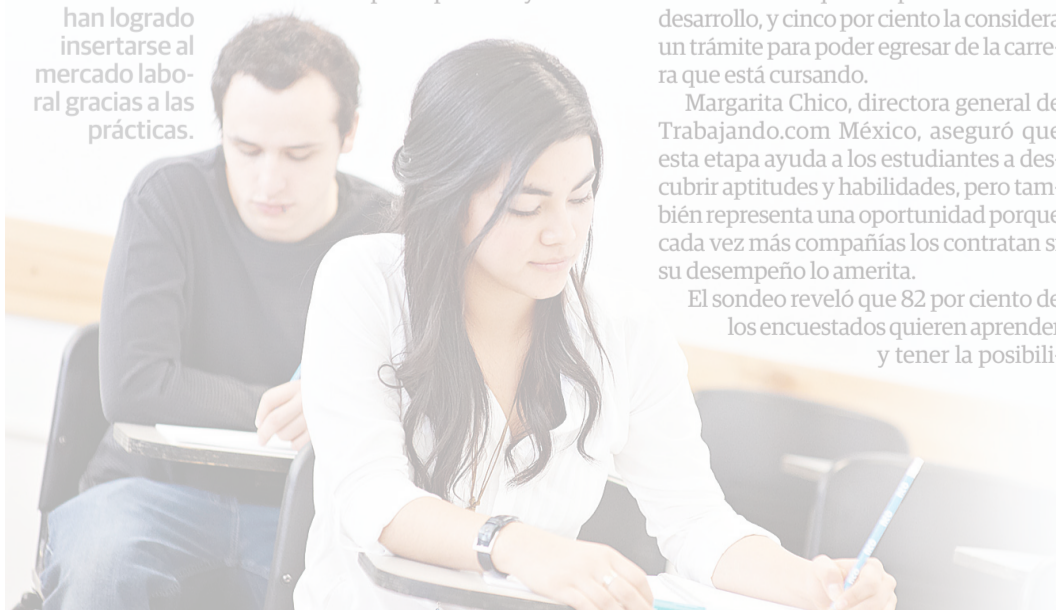 han logrado
insertarse al
mercado labo-
ral gracias a las
prácticas.
desarrollo, y cinco por ciento la considera
un trámite para poder egresar de la carre-
ra que está cursando.
Margarita Chico, directora general de
Trabajando.com México, aseguró que
esta etapa ayuda a los estudiantes a des-
cubrir aptitudes y habilidades, pero tam-
bién representa una oportunidad porque
cada vez más compañías los contratan si
su desempeño lo amerita.
El sondeo reveló que 82 por ciento de
los encuestados quieren aprender
y tener la posibili-